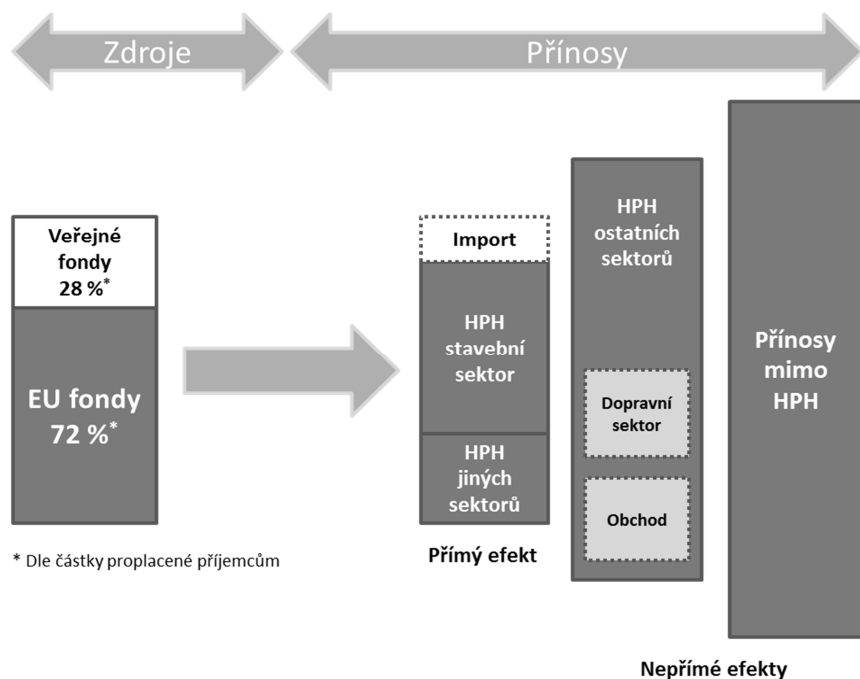 Zdroje
Přínosy
Veřejné
fondy
28 %*
EU fondy
72 %*
* Dle částky proplacené příjemcům
Import
HPH
stavební
sektor
HPH
jiných
sektorů
Přímý efekt
HPH
ostatních
sektorů
Dopravní
sektor
Obchod
Přínosy
mimo
HPH
Nepřímé efekty